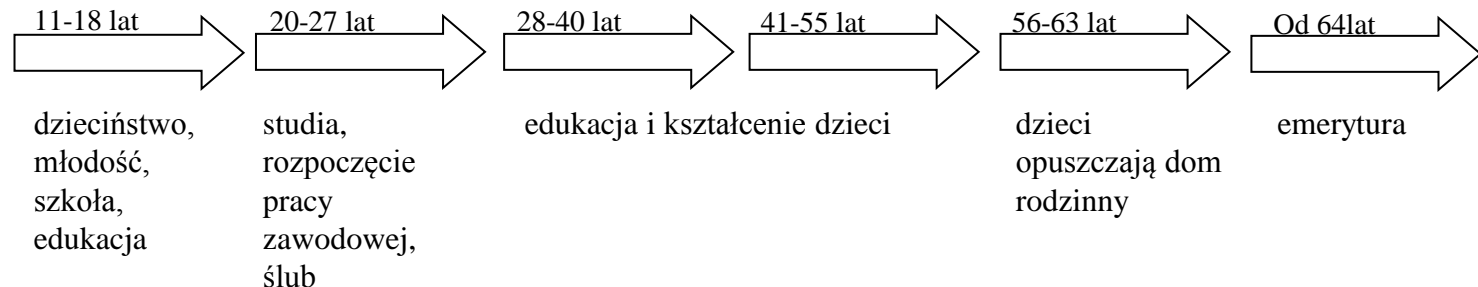 11-18 lat
20-27 lat
28-40 lat
41-55 lat
56-63 lat
Od 64lat
dzieciństwo,
młodość,
szkoła,
edukacja
studia,
rozpoczęcie
pracy
zawodowej,
ślub
edukacja i kształcenie dzieci
dzieci
opuszczają dom
rodzinny
emerytura